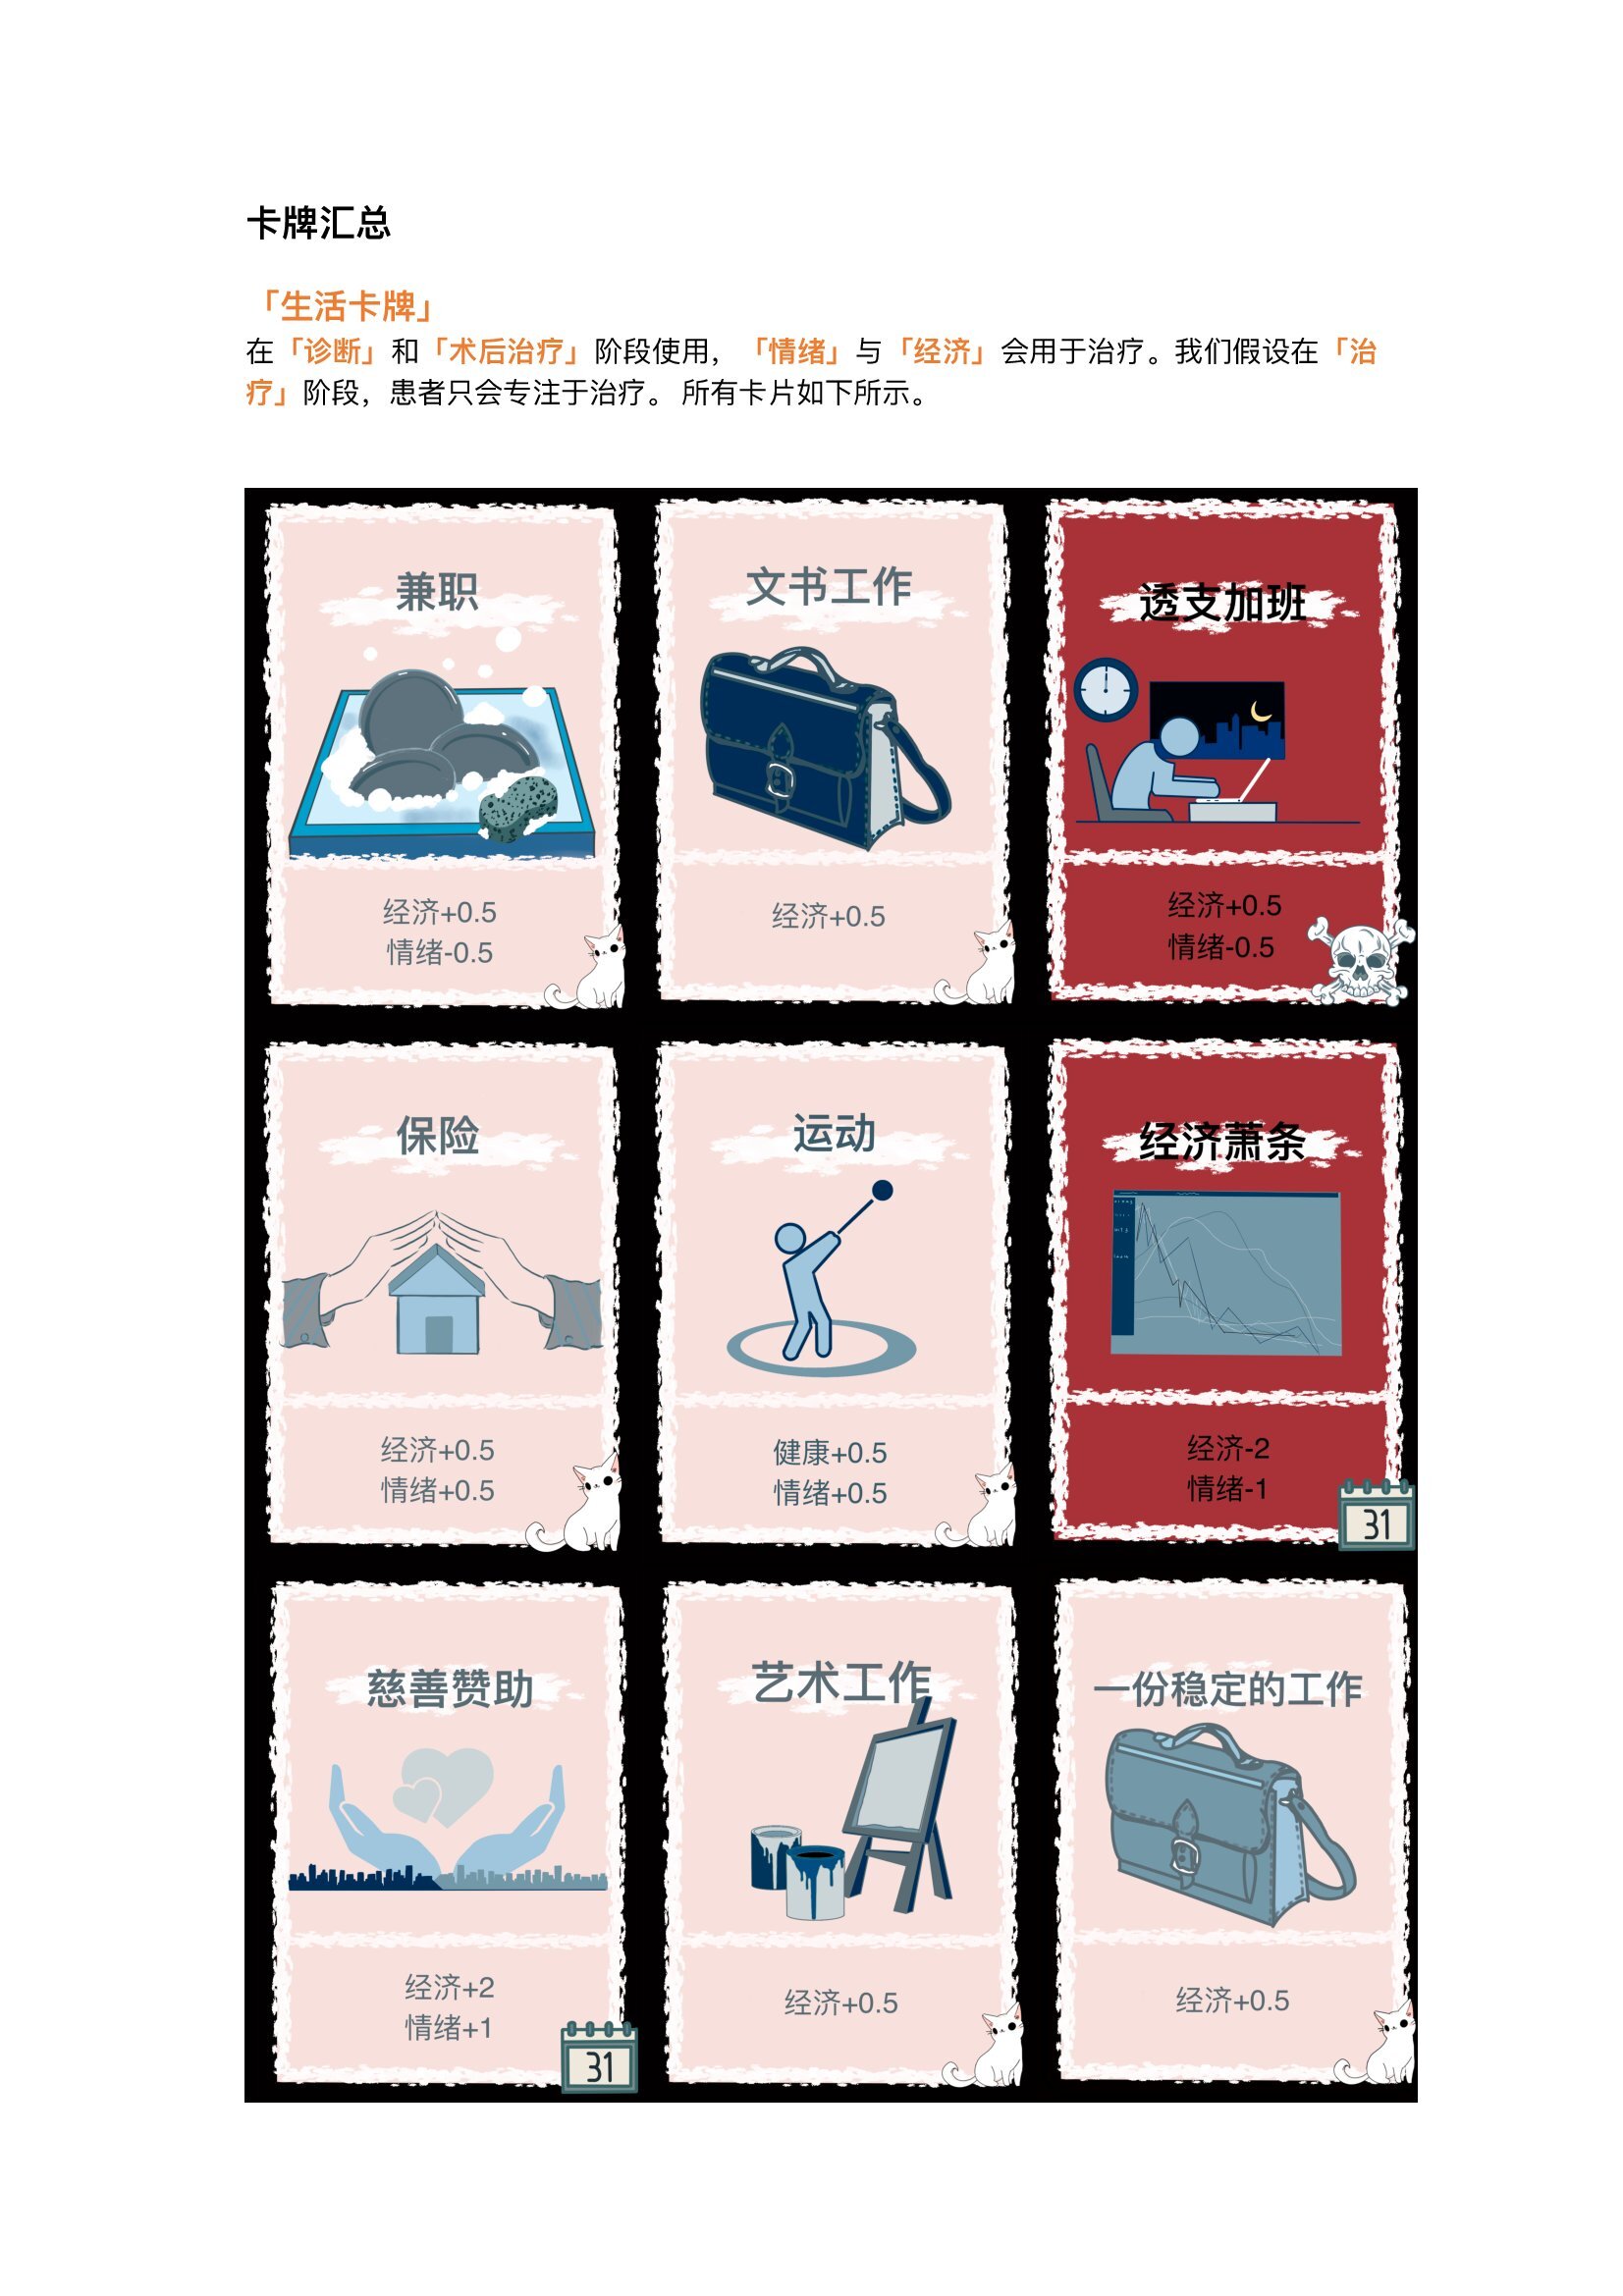 卡牌汇总
「生活卡牌」
在「诊断」和「术后治疗」阶段使用，「情绪」与「经济」会用于治疗。我们假设在「治
疗」阶段，患者只会专注于治疗。 所有卡片如下所示。
兼职
经济+0.5
情绪-0.5
文书工作
经济+0.5
透支加班
经济+0.5
情绪-0.5
保险
经济+0.5
情绪+0.5
运动
健康+0.5
情绪+0.5
经济萧条
经济-2
情绪-1
31
慈善赞助
经济+2
情绪+1
31
艺术工作
经济+0.5
一份稳定的工作
经济+0.5